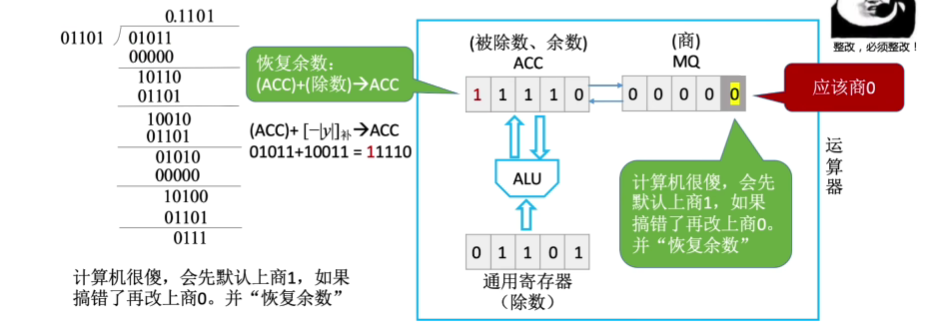 0.1101
01101 01011
00000
10110
01101
10010
01101
01010
00000
10100
01101
0111
恢复余数:
(ACC)+(除数)→ACC
(ACC)+ [−|y|]补→ACC
01011+10011 = 11110
计算机很傻，会先默认上商1，如果
搞错了再改上商0。并“恢复余数”
(被除数、余数)
ACC
1 1 1 1 0
(商)
MQ
0 0 0 0 0
ALU
0 1 1 0 1
通用寄存器
（除数）
应该商0
计算机很傻，会先
默认上商1，如果
搞错了再改上商0。
并“恢复余数”
运算器
整改，必须整改！